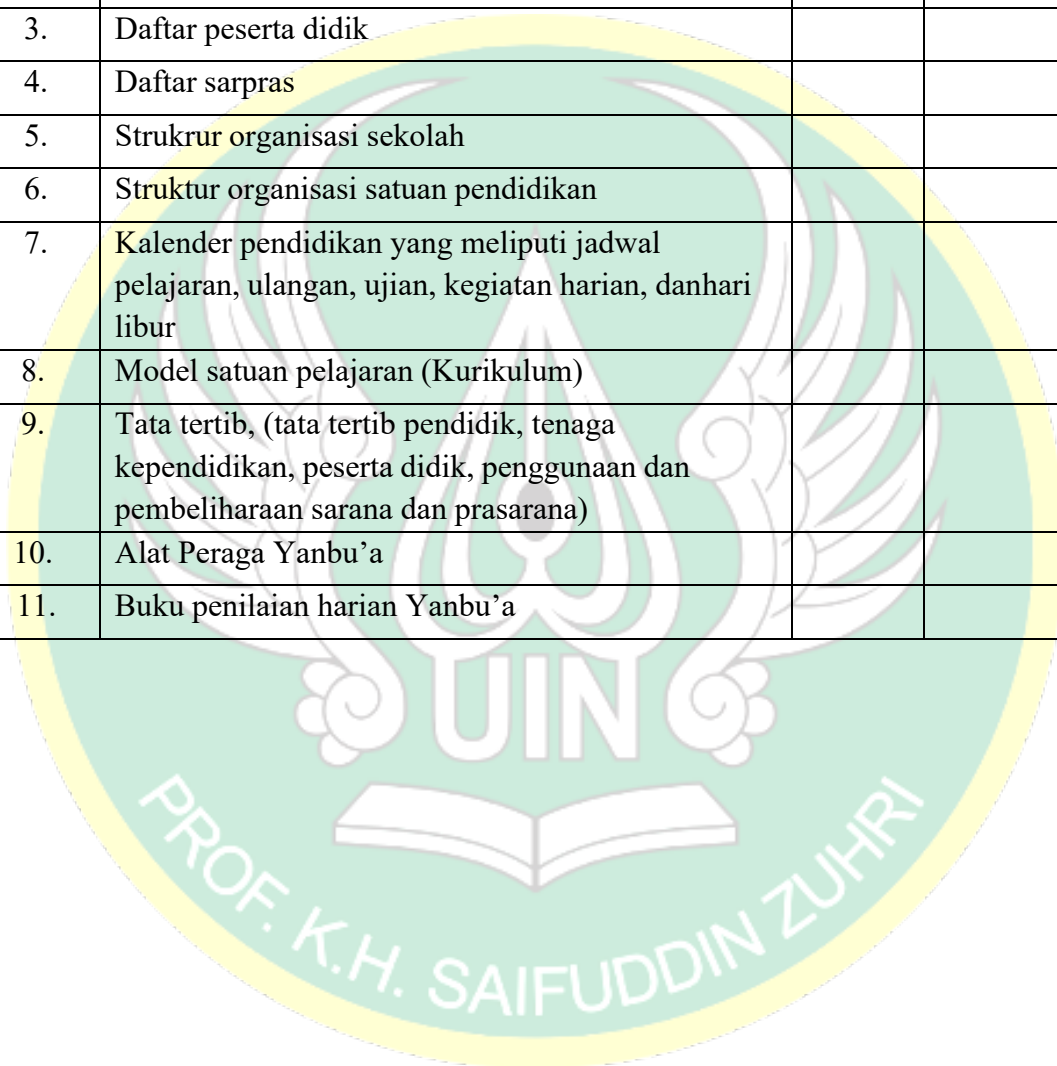 3. Daftar peserta didik
4. Daftar sarpras
5. Strukrur organisasi sekolah
6. Struktur organisasi satuan pendidikan
7. Kalender pendidikan yang meliputi jadwal
pelajaran, ulangan, ujian, kegiatan harian, danhari
libur
8. Model satuan pelajaran (Kurikulum)
9. Tata tertib, (tata tertib pendidik, tenaga
kependidikan, peserta didik, penggunaan dan
pembeliharaan sarana dan prasarana)
10. Alat Peraga Yanbu’a
11. Buku penilaian harian Yanbu’a
UIN
PROF. K.H. SAIFUDDIN ZUHRI